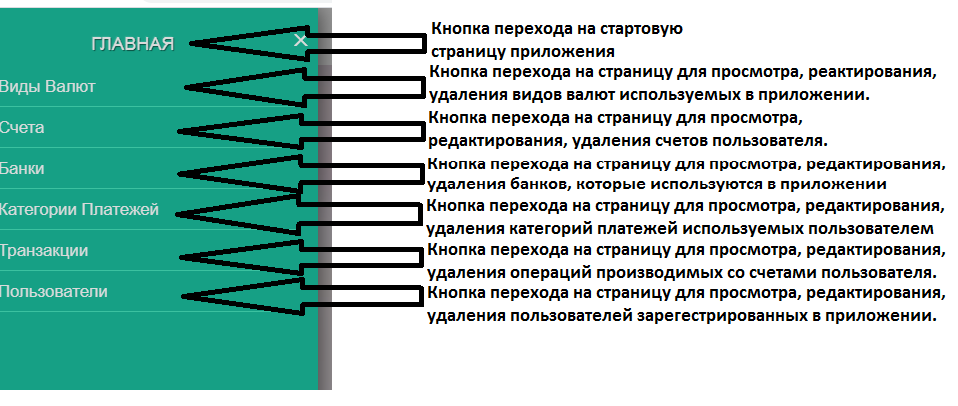 ГЛАВНАЯ
×
Кнопка перехода на стартовую
страницу приложения
Виды Валют
Кнопка перехода на страницу для просмотра, реактирования,
удаления видов валют используемых в приложении.
Счета
Кнопка перехода на страницу для просмотра,
редактирования, удаления счетов пользователя.
Банки
Кнопка перехода на страницу для просмотра, редактирования,
удаления банков, которые используются в приложении
Категории Платежей
Кнопка перехода на страницу для просмотра, редактирования,
удаления категорий платежей используемых пользователем
Транзакции
Кнопка перехода на страницу для просмотра, редактирования,
удаления операций производимых со счетами пользователя.
Пользователи
Кнопка перехода на страницу для просмотра, редактирования,
удаления пользователей зарегестрированных в приложении.